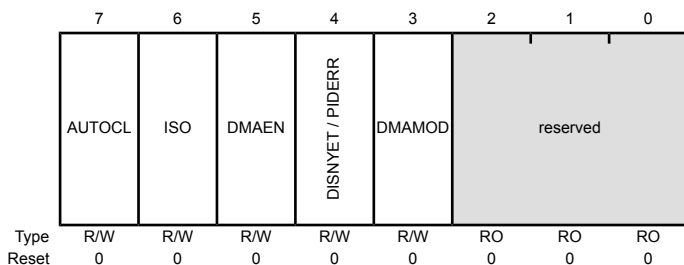 7 6 5 4 3 2 1 0
AUTOCL ISO DMAEN DISNYET / PIDERR DMAMOD reserved
Type R/W R/W R/W R/W R/W RO RO RO
Reset 0 0 0 0 0 0 0 0